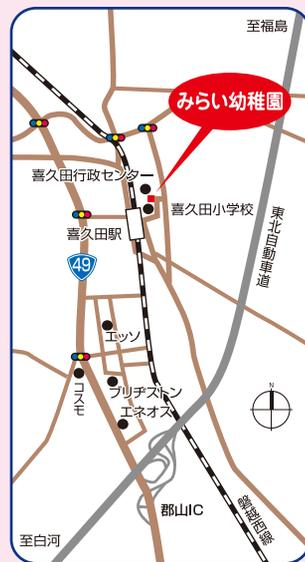 至福島
みらい幼稚園
喜久田行政センター
喜久田小学校
喜久田駅
東北自動車道
49
エッソ
コスモ
ブリヂストン
エネオス
N
郡山IC
磐越西線
至白河